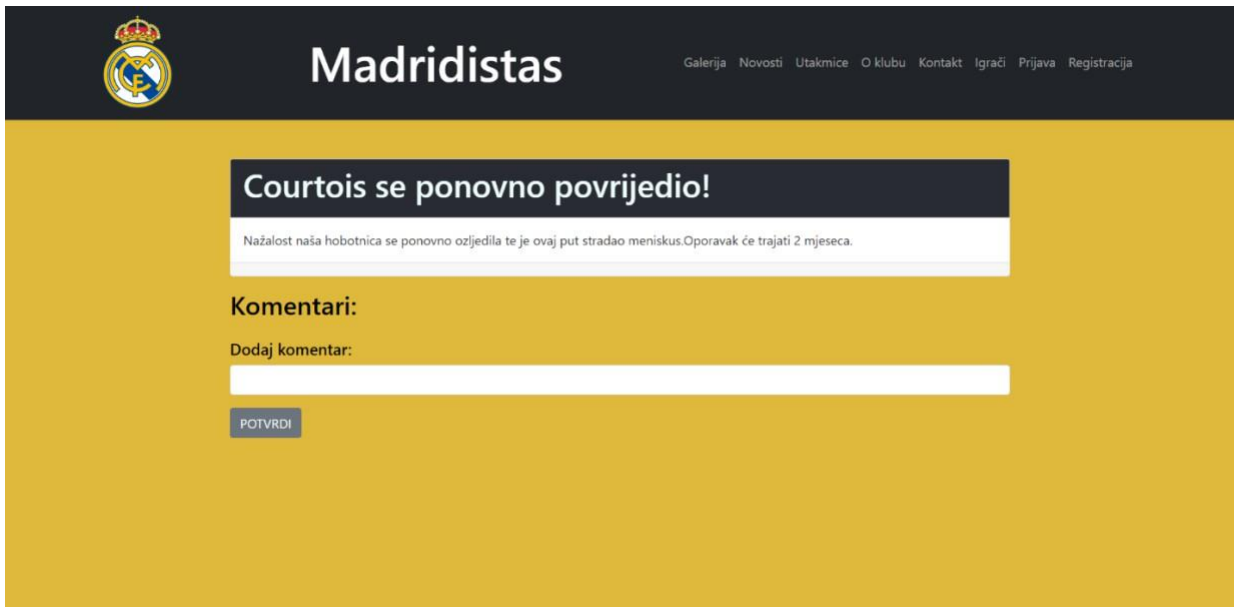 Madridistas
Galerija Novosti Utakmice O klubu Kontakt Igrači Prijava Registracija
Courtois se ponovno povrijedio!
Nažalost naša hobotnica se ponovno ozljedila te je ovaj put stradao meniskus.Oporavak će trajati 2 mjeseca.
Komentari:
Dodaj komentar:
POTVRDI